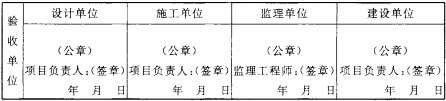 验收单位
设计单位 施工单位 监理单位 建设单位
(公章) (公章) (公章) (公章)
项目负责人:(签章) 项目负责人:(签章) 监理工程师:(签章) 项目负责人:(签章)
年 月 日 年 月 日 年 月 日 年 月 日